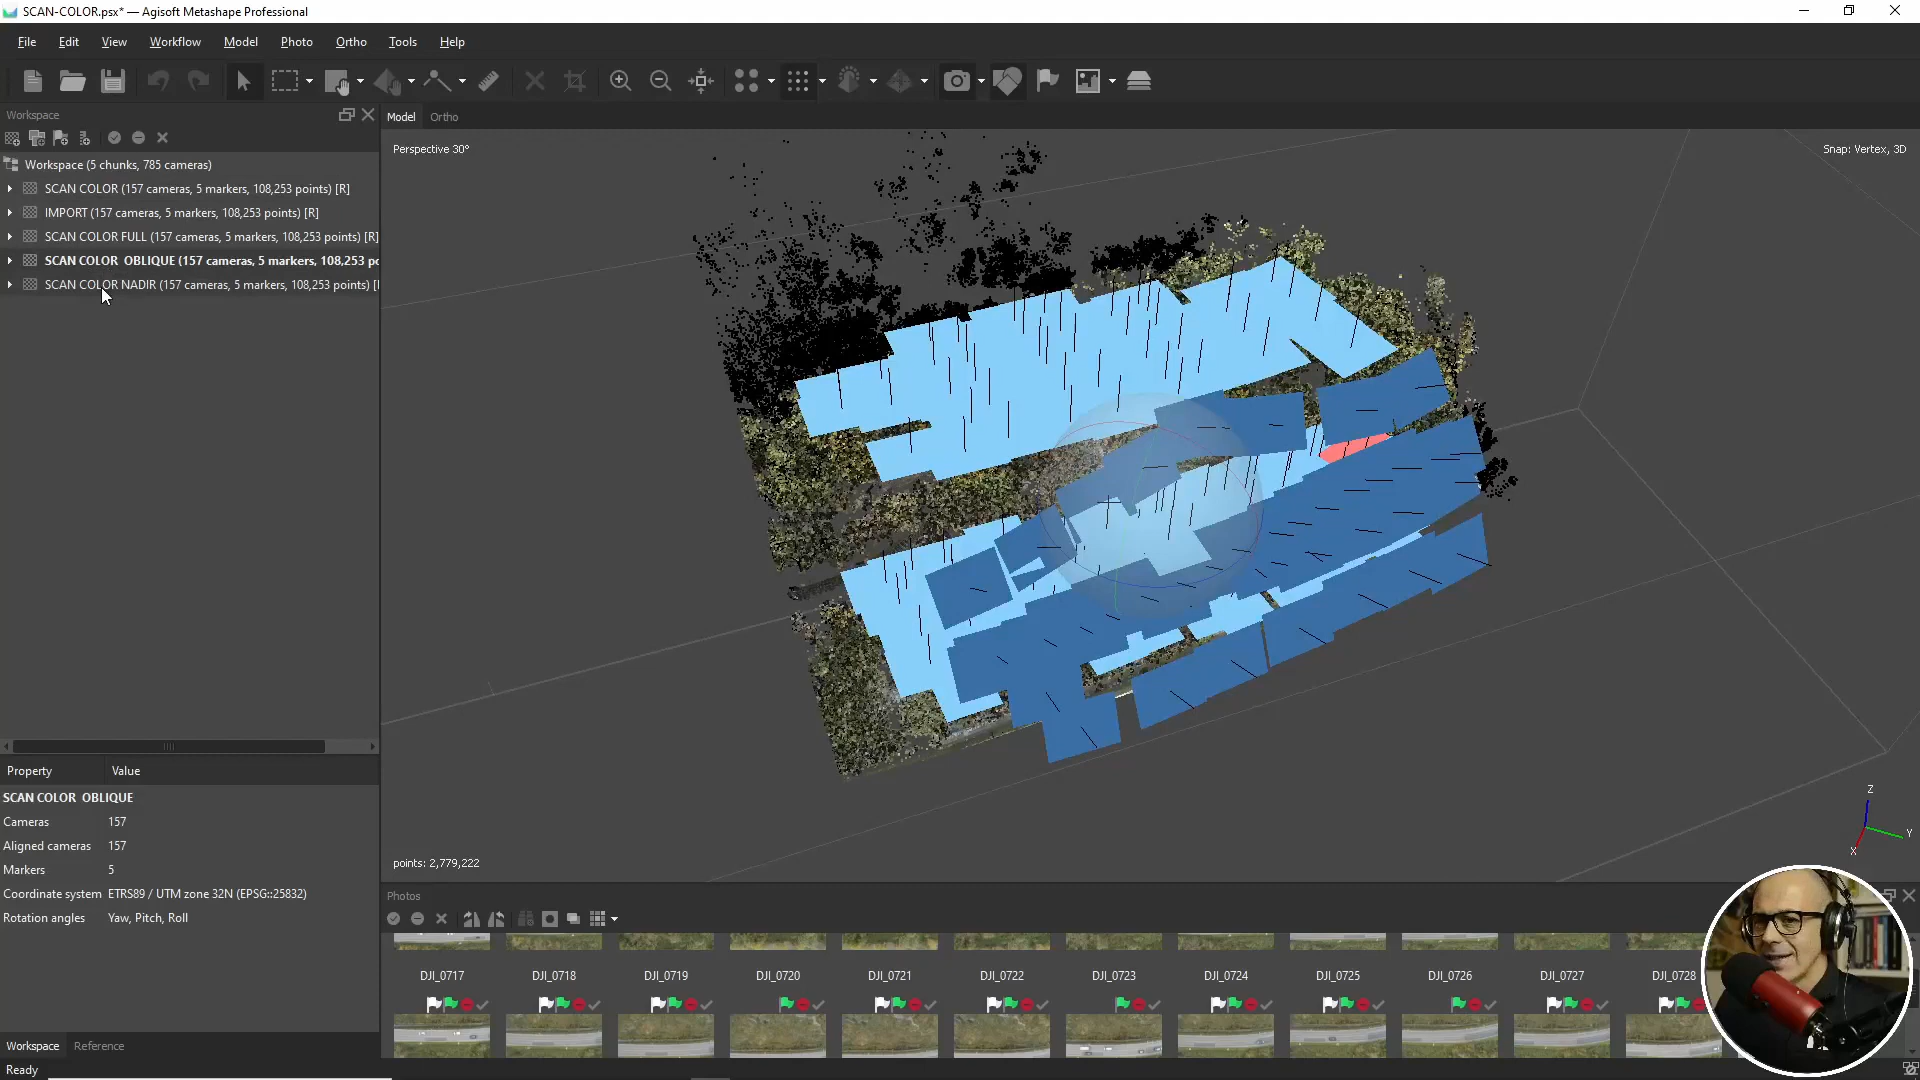 SCAN-COLOR.psx* — Agisoft Metashape Professional
File Edit View Workflow Model Photo Ortho Tools Help
Workspace
Model Ortho
Perspective 30°
Snap: Vertex, 3D
Workspace (5 chunks, 785 cameras)
SCAN COLOR (157 cameras, 5 markers, 108,253 points) [R]
IMPORT (157 cameras, 5 markers, 108,253 points) [R]
SCAN COLOR FULL (157 cameras, 5 markers, 108,253 points) [R]
SCAN COLOR  OBLIQUE (157 cameras, 5 markers, 108,253 po
SCAN COLOR NADIR (157 cameras, 5 markers, 108,253 points) [
Property Value
SCAN COLOR  OBLIQUE
Cameras 157
Aligned cameras 157
Markers 5
Coordinate system ETRS89 / UTM zone 32N (EPSG::25832)
Rotation angles Yaw, Pitch, Roll
Z
Y
X
points: 2,779,222
Photos
DJI_0717 DJI_0718 DJI_0719 DJI_0720 DJI_0721 DJI_0722 DJI_0723 DJI_0724 DJI_0725 DJI_0726 DJI_0727 DJI_0728
Workspace Reference
Ready